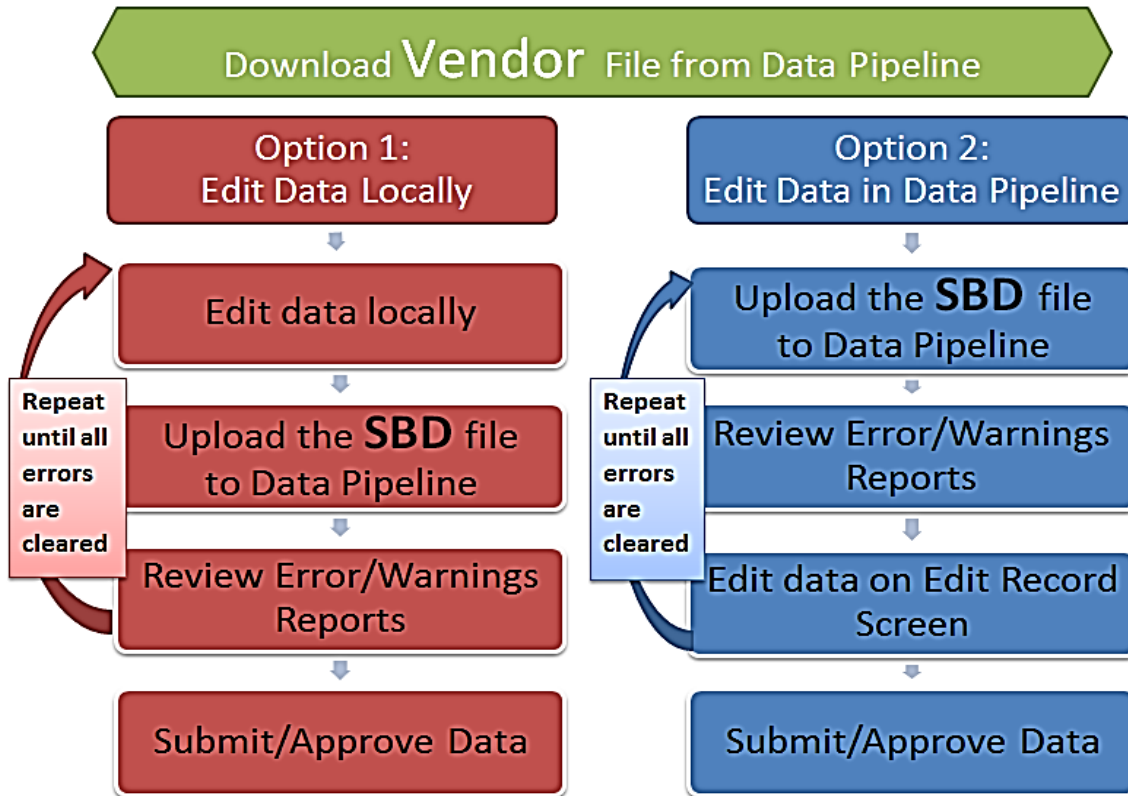 Download Vendor File from Data Pipeline
Option 1:
Edit Data Locally
Edit data locally
Upload the SBD file
to Data Pipeline
Review Error/Warnings
Reports
Submit/Approve Data
Repeat
until all
errors
are
cleared
Option 2:
Edit Data in Data Pipeline
Upload the SBD file
to Data Pipeline
Review Error/Warnings
Reports
Edit data on Edit Record
Screen
Submit/Approve Data
Repeat
until all
errors
are
cleared